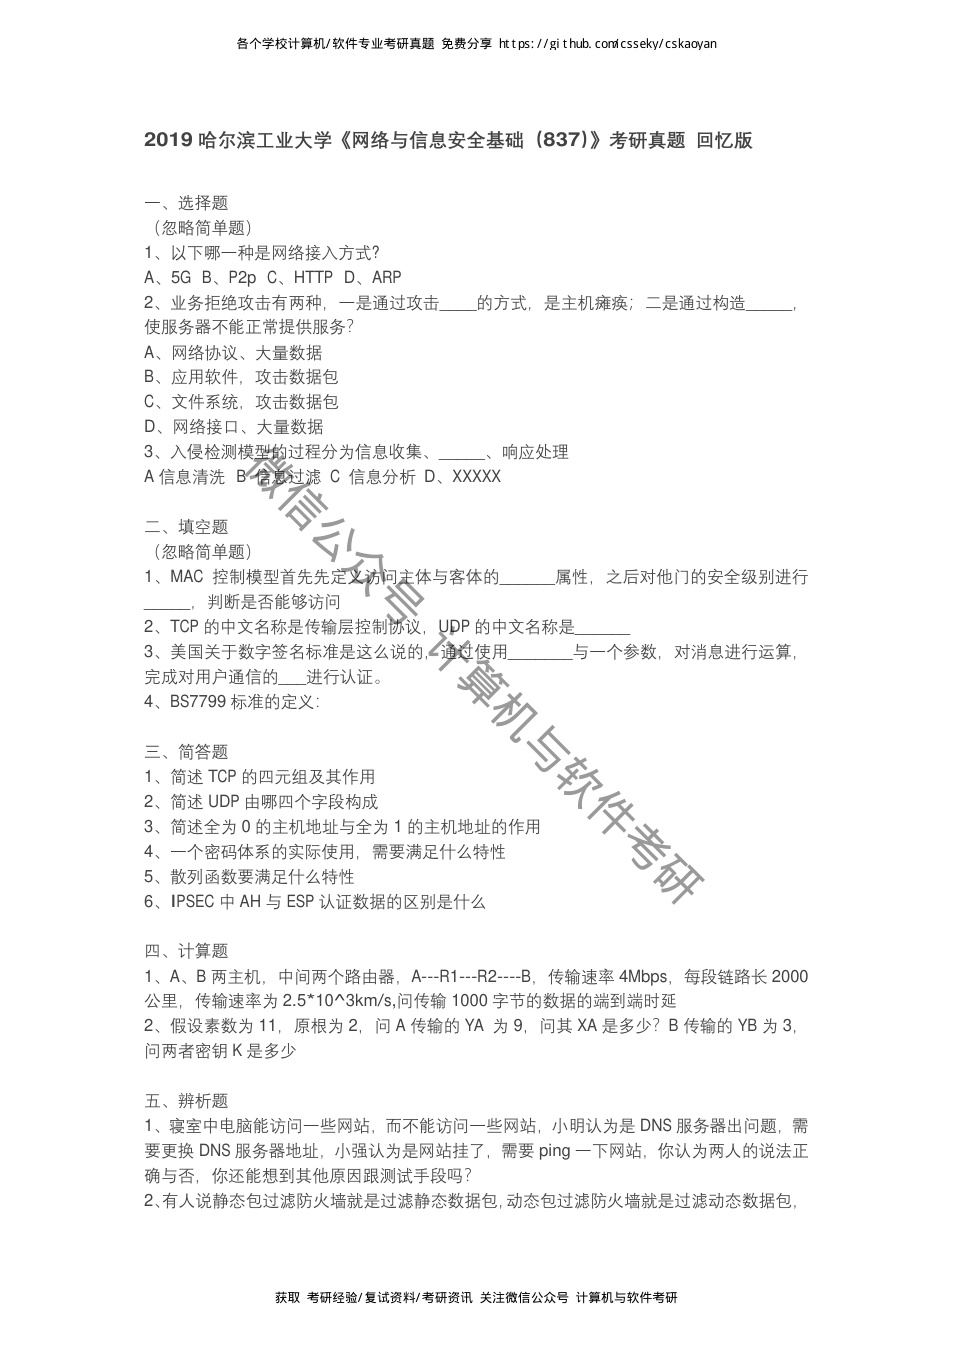 各个学校计算机/软件专业考研真题 免费分享 https://github.com/csseky/cskaoyan
2019 哈尔滨工业大学《网络与信息安全基础（837）》考研真题 回忆版
一、选择题
（忽略简单题）
1、以下哪一种是网络接入方式?
A、5G B、P2p C、HTTP D、ARP
2、业务拒绝攻击有两种，一是通过攻击____的方式，是主机瘫痪；二是通过构造_____，
使服务器不能正常提供服务？
A、网络协议、大量数据
B、应用软件，攻击数据包
C、文件系统，攻击数据包
D、网络接口、大量数据
3、入侵检测模型的过程分为信息收集、_____、响应处理
A 信息清洗 B 信息过滤 C 信息分析 D、XXXXX
二、填空题
（忽略简单题）
1、MAC 控制模型首先先定义访问主体与客体的______属性，之后对他门的安全级别进行
_____，判断是否能够访问
2、TCP 的中文名称是传输层控制协议，UDP 的中文名称是______
3、美国关于数字签名标准是这么说的，通过使用_______与一个参数，对消息进行运算，
完成对用户通信的___进行认证。
4、BS7799 标准的定义：
三、简答题
1、简述 TCP 的四元组及其作用
2、简述 UDP 由哪四个字段构成
3、简述全为 0 的主机地址与全为 1 的主机地址的作用
4、一个密码体系的实际使用，需要满足什么特性
5、散列函数要满足什么特性
6、IPSEC 中 AH 与 ESP 认证数据的区别是什么
四、计算题
1、A、B 两主机，中间两个路由器，A---R1---R2----B，传输速率 4Mbps，每段链路长 2000
公里，传输速率为 2.5*10^3km/s,问传输 1000 字节的数据的端到端时延
2、假设素数为 11，原根为 2，问 A 传输的 YA 为 9，问其 XA 是多少？B 传输的 YB 为 3，
问两者密钥 K 是多少
五、辨析题
1、寝室中电脑能访问一些网站，而不能访问一些网站，小明认为是 DNS 服务器出问题，需
要更换 DNS 服务器地址，小强认为是网站挂了，需要 ping 一下网站，你认为两人的说法正
确与否，你还能想到其他原因跟测试手段吗？
2、有人说静态包过滤防火墙就是过滤静态数据包，动态包过滤防火墙就是过滤动态数据包，
微信公众号 计算机与软件考研
获取 考研经验/复试资料/考研资讯 关注微信公众号 计算机与软件考研